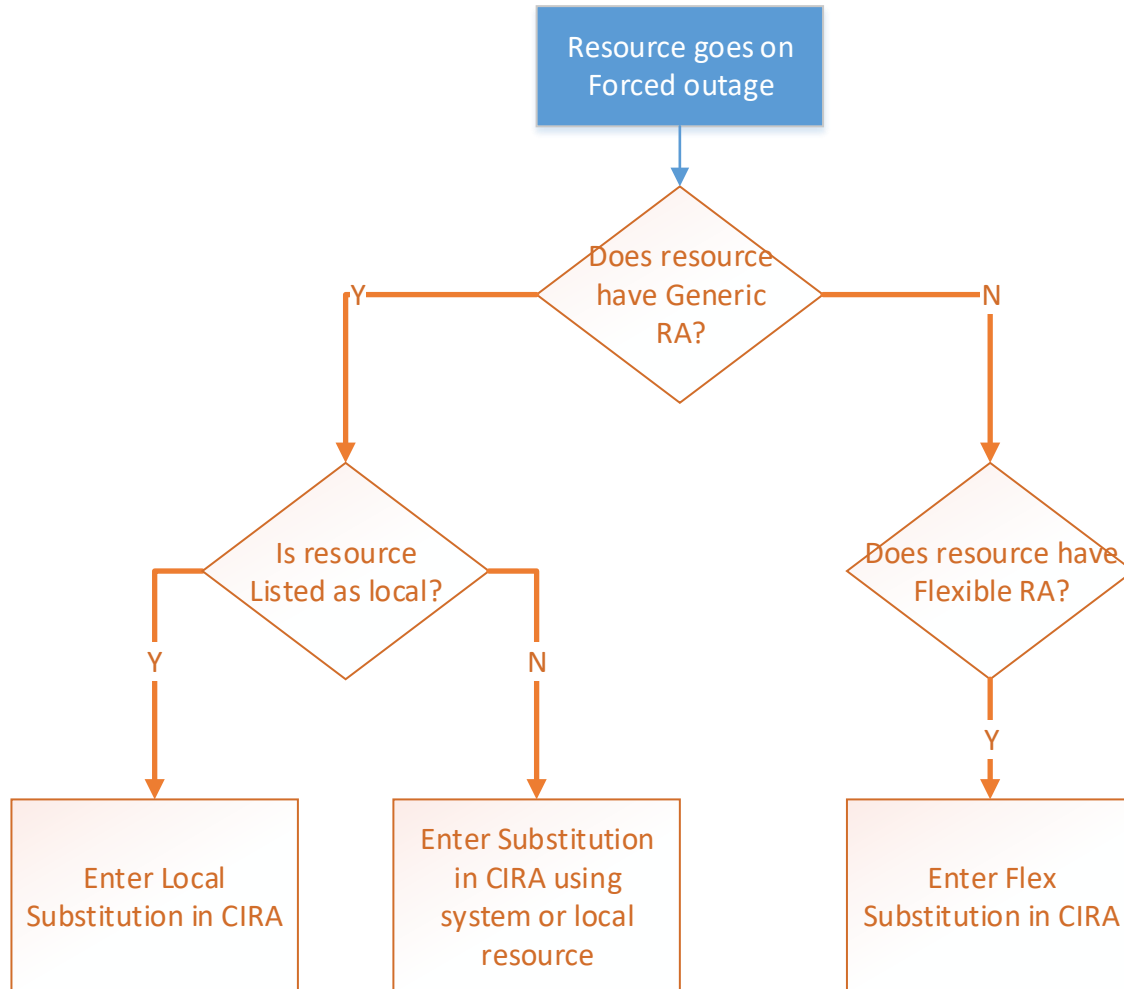 Resource goes on
Forced outage
Does resource
have Generic
RA?
Y
N
Is resource
Listed as local?
Does resource have
Flexible RA?
Y
N
Y
Enter Local
Substitution in CIRA
Enter Substitution
in CIRA using
system or local
resource
Enter Flex
Substitution in CIRA